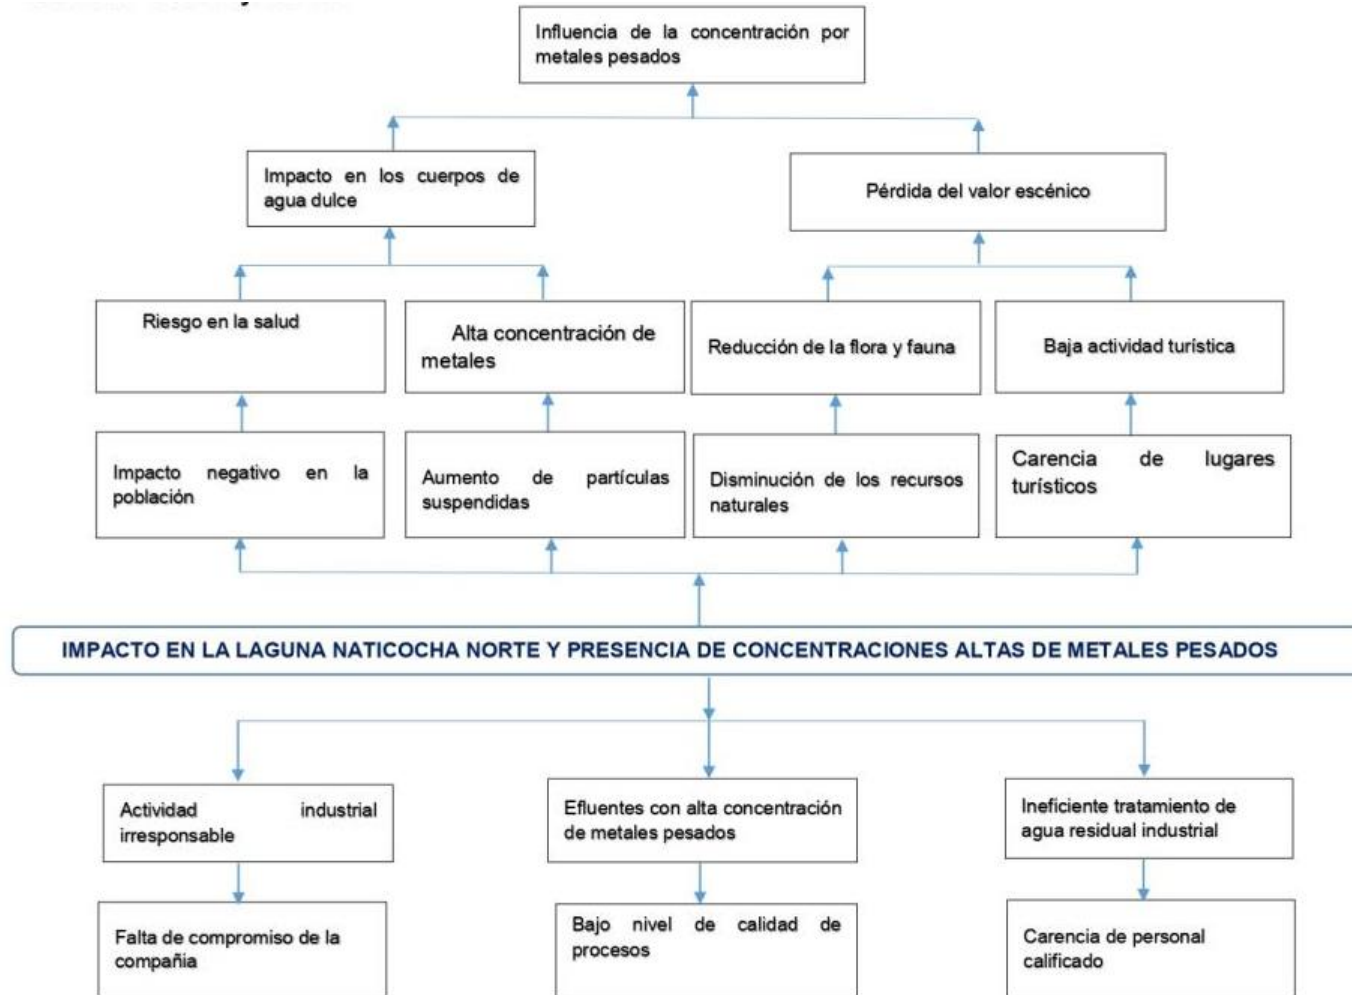 Influencia de la concentración por
metales pesados
Impacto en los cuerpos de
agua dulce
Pérdida del valor escénico
Riesgo en la salud
Alta concentración de
metales
Reducción de la flora y fauna
Baja actividad turística
Impacto negativo en la
población
Aumento de partículas
suspendidas
Disminución de los recursos
naturales
Carencia de lugares
turísticos
IMPACTO EN LA LAGUNA NATICOCHA NORTE Y PRESENCIA DE CONCENTRACIONES ALTAS DE METALES PESADOS
Actividad industrial
irresponsable
Efluentes con alta concentración
de metales pesados
Ineficiente tratamiento de
agua residual industrial
Falta de compromiso de la
compañia
Bajo nivel de calidad de
procesos
Carencia de personal
calificado